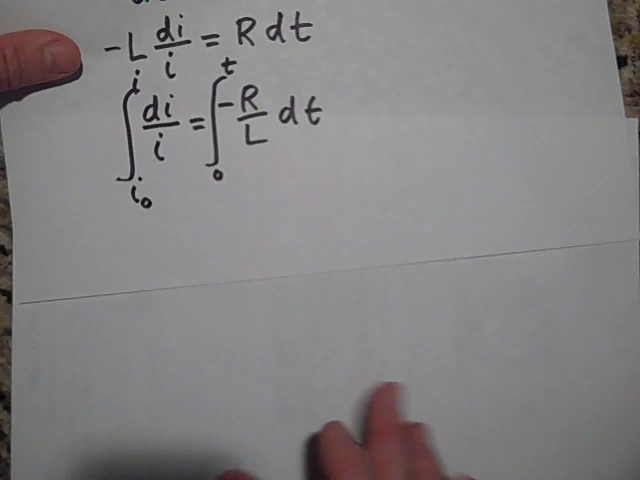 -L di/i = R dt
∫_{i₀}^{i} di/i = ∫_{0}^{t} -R/L dt